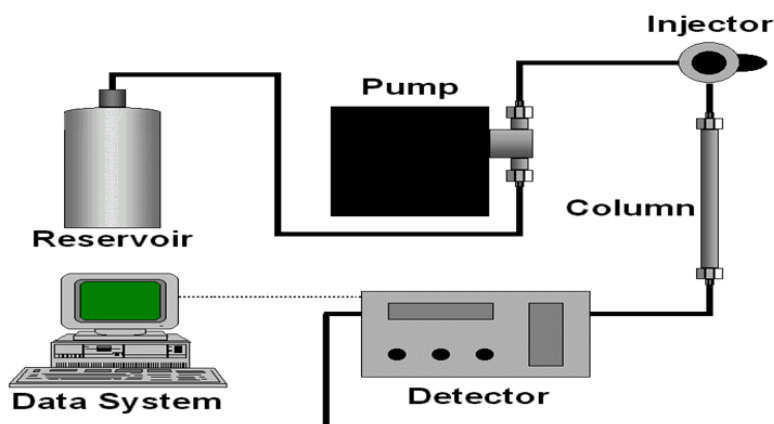 Injector
Pump
Column
Reservoir
Data System
Detector